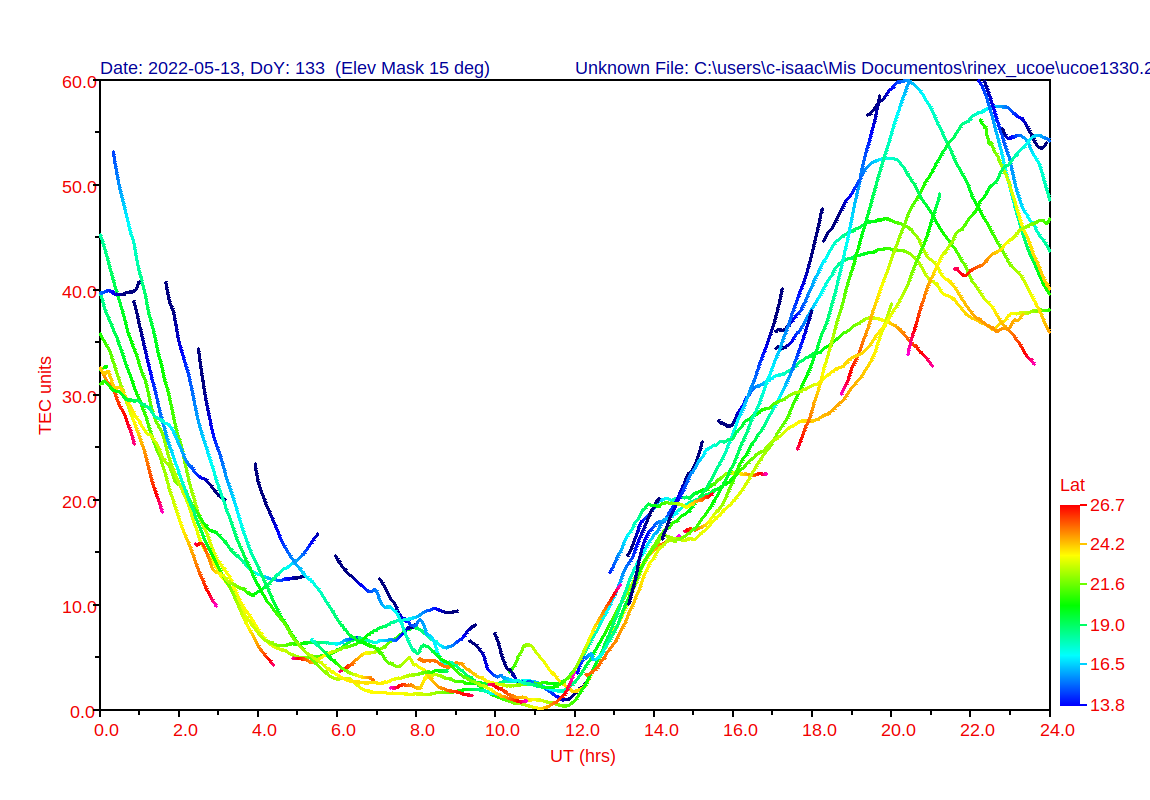 Date: 2022-05-13, DoY: 133  (Elev Mask 15 deg)
Unknown File: C:\users\c-isaac\Mis Documentos\rinex_ucoe\ucoe1330.2
60.0
50.0
40.0
30.0
20.0
10.0
0.0
TEC units
0.0 2.0 4.0 6.0 8.0 10.0 12.0 14.0 16.0 18.0 20.0 22.0 24.0
UT (hrs)
Lat
26.7
24.2
21.6
19.0
16.5
13.8